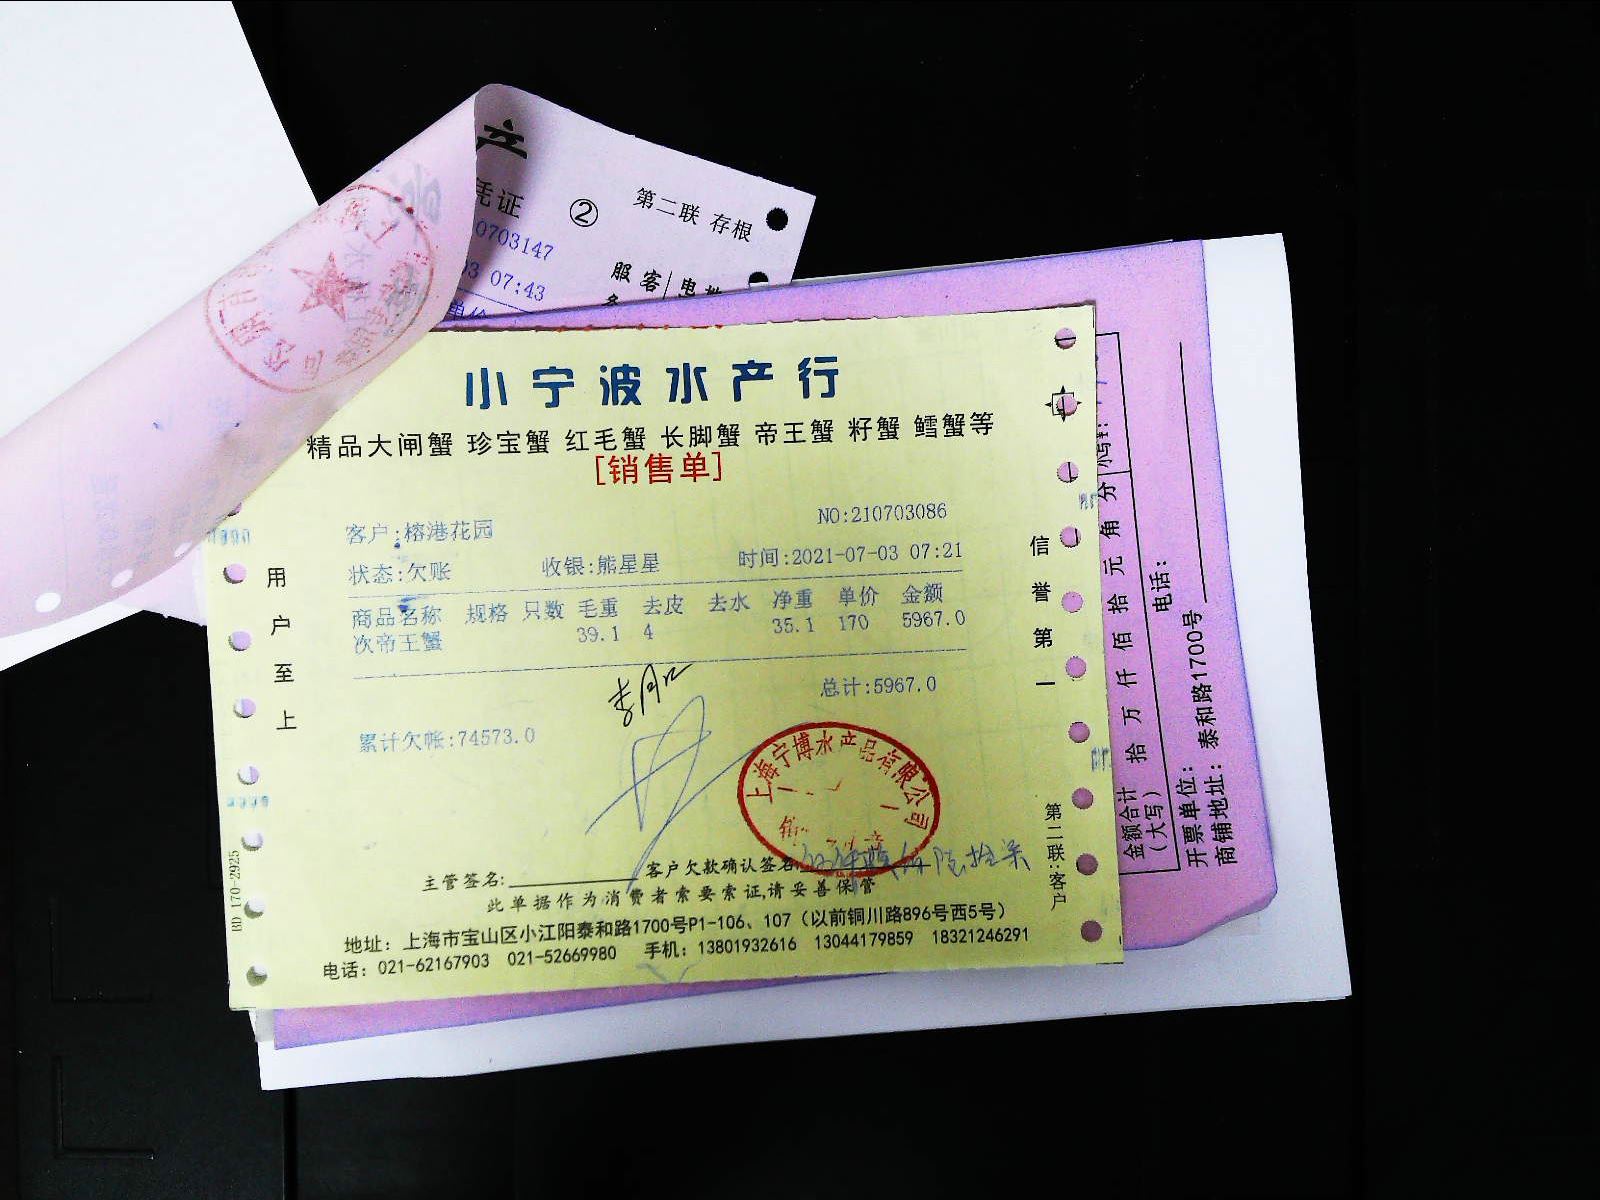 产
凭证 ② 第二联 存根
0703147
03 07:43
服 客 电
单价
小宁波水产行
精品大闸蟹 珍宝蟹 红毛蟹 长脚蟹 帝王蟹 籽蟹 鳕蟹等
[销售单]
NO:210703086
客户:榕港花园
状态:欠账 收银:熊星星 时间:2021-07-03 07:21
商品名称 规格 只数 毛重 去皮 去水 净重 单价 金额
次帝王蟹 39.1 4 35.1 170 5967.0
总计:5967.0
累计欠帐:74573.0
用户至上
信誉第一
上海宁博水产品有限公司
主管签名: 客户欠款确认签名:
此单据作为消费者索要索证,请妥善保管
地址：上海市宝山区小江阳泰和路1700号P1-106、107（以前铜川路896号西5号）
电话：021-62167903 021-52669980 手机：13801932616 13044179859 18321246291
第二联:客户
BD 170-2925
金额合计（大写） 拾 万 仟 佰 拾 元 角 分 小写¥:
开票单位： 电话：
商铺地址：泰和路1700号